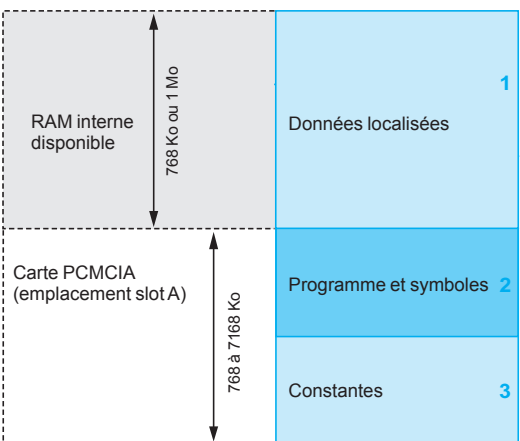 1
RAM interne
disponible
768 Ko ou 1 Mo
Données localisées
Carte PCMCIA
(emplacement slot A)
768 à 7168 Ko
Programme et symboles 2
Constantes 3